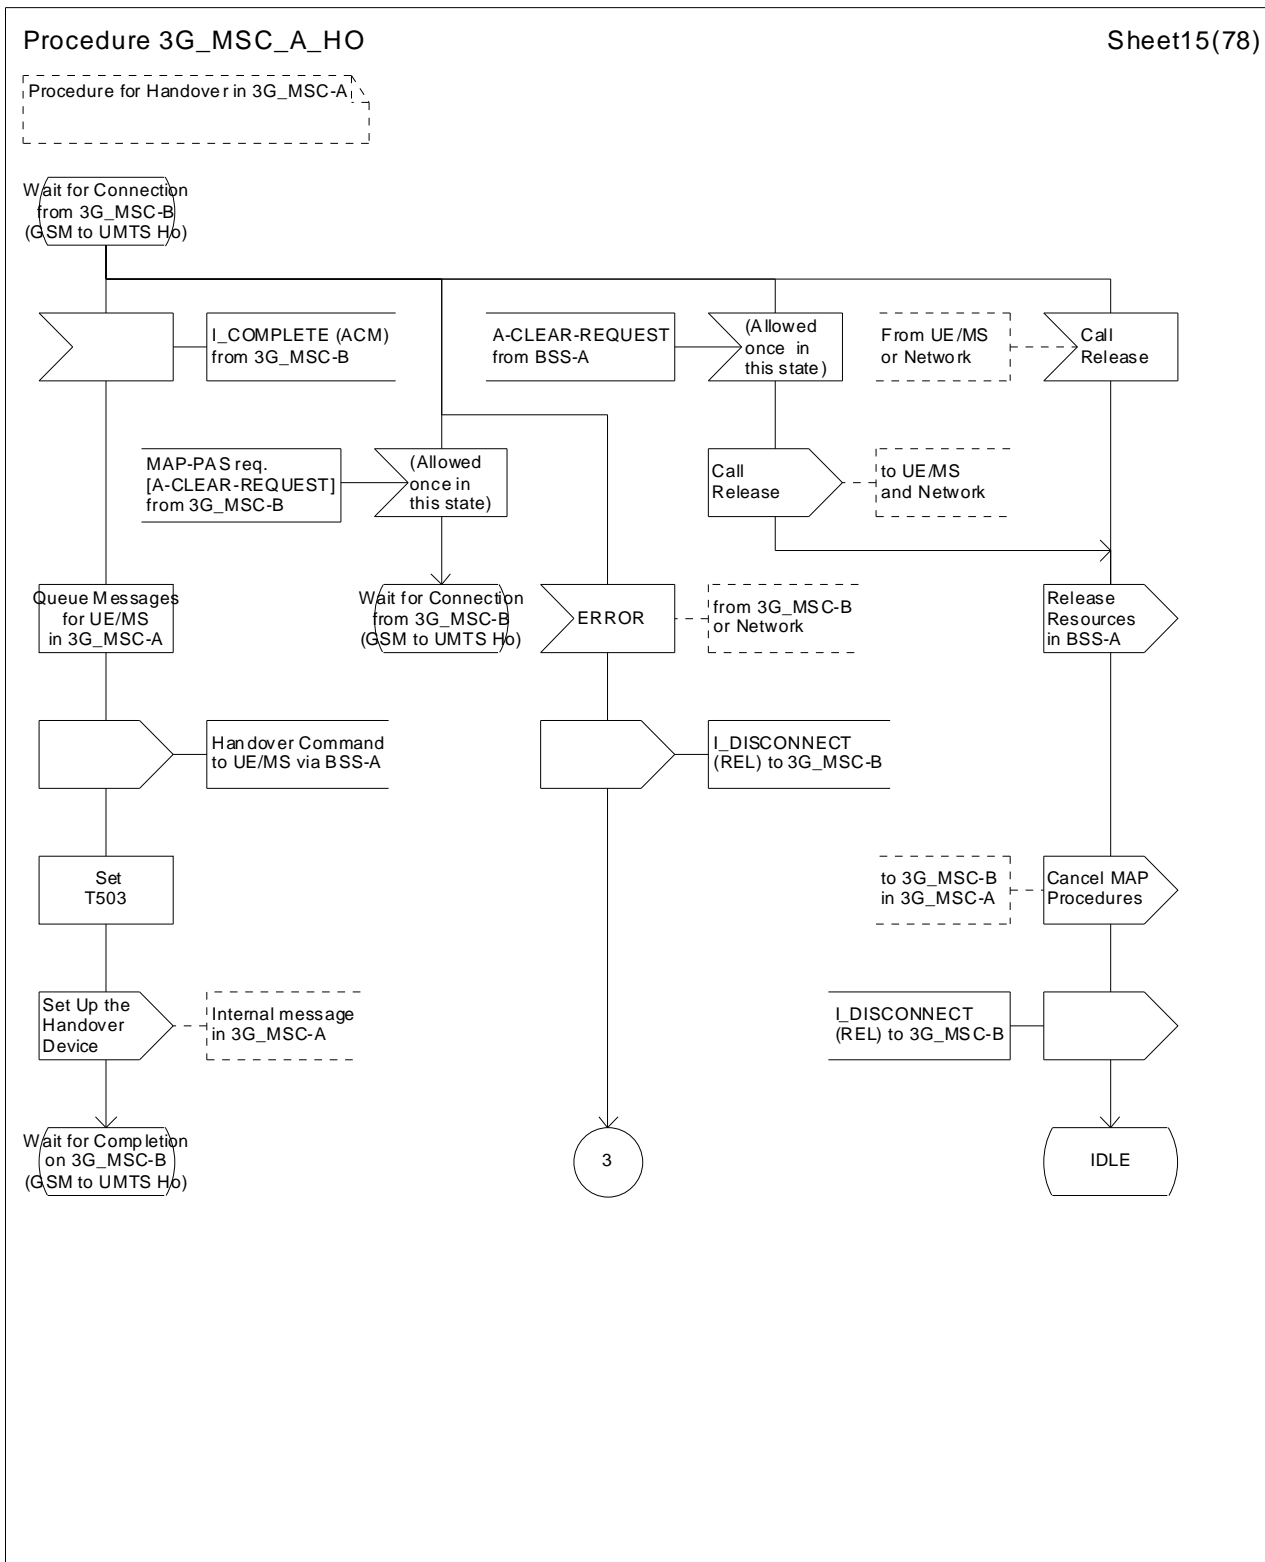 Procedure 3G_MSC_A_HO
Sheet15(78)
Procedure for Handover in 3G_MSC-A
Wait for Connection
from 3G_MSC-B
(GSM to UMTS Ho)
I_COMPLETE (ACM)
from 3G_MSC-B
A-CLEAR-REQUEST
from BSS-A
(Allowed
once in
this state)
From UE/MS
or Network
Call
Release
MAP-PAS req.
[A-CLEAR-REQUEST]
from 3G_MSC-B
(Allowed
once in
this state)
Call
Release
to UE/MS
and Network
Queue Messages
for UE/MS
in 3G_MSC-A
Wait for Connection
from 3G_MSC-B
(GSM to UMTS Ho)
ERROR
from 3G_MSC-B
or Network
Release
Resources
in BSS-A
Handover Command
to UE/MS via BSS-A
I_DISCONNECT
(REL) to 3G_MSC-B
Set
T503
to 3G_MSC-B
in 3G_MSC-A
Cancel MAP
Procedures
Set Up the
Handover
Device
Internal message
in 3G_MSC-A
I_DISCONNECT
(REL) to 3G_MSC-B
Wait for Completion
on 3G_MSC-B
(GSM to UMTS Ho)
3
IDLE